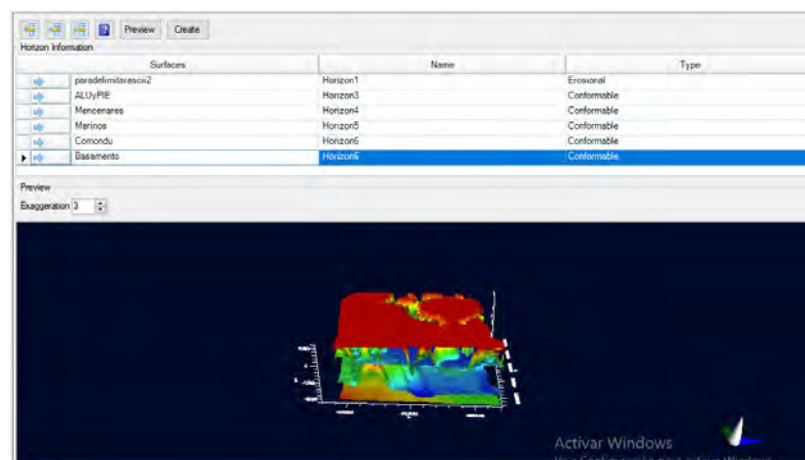 Preview Create
Horizon Information
Surfaces Name Type
paradelimitarascii2 Horizon1 Erosional
ALUyPIE Horizon3 Conformable
Mencenares Horizon4 Conformable
Marinos Horizon5 Conformable
Comondu Horizon6 Conformable
Basamento Horizon6 Conformable
Preview
Exaggeration 3
Activar Windows